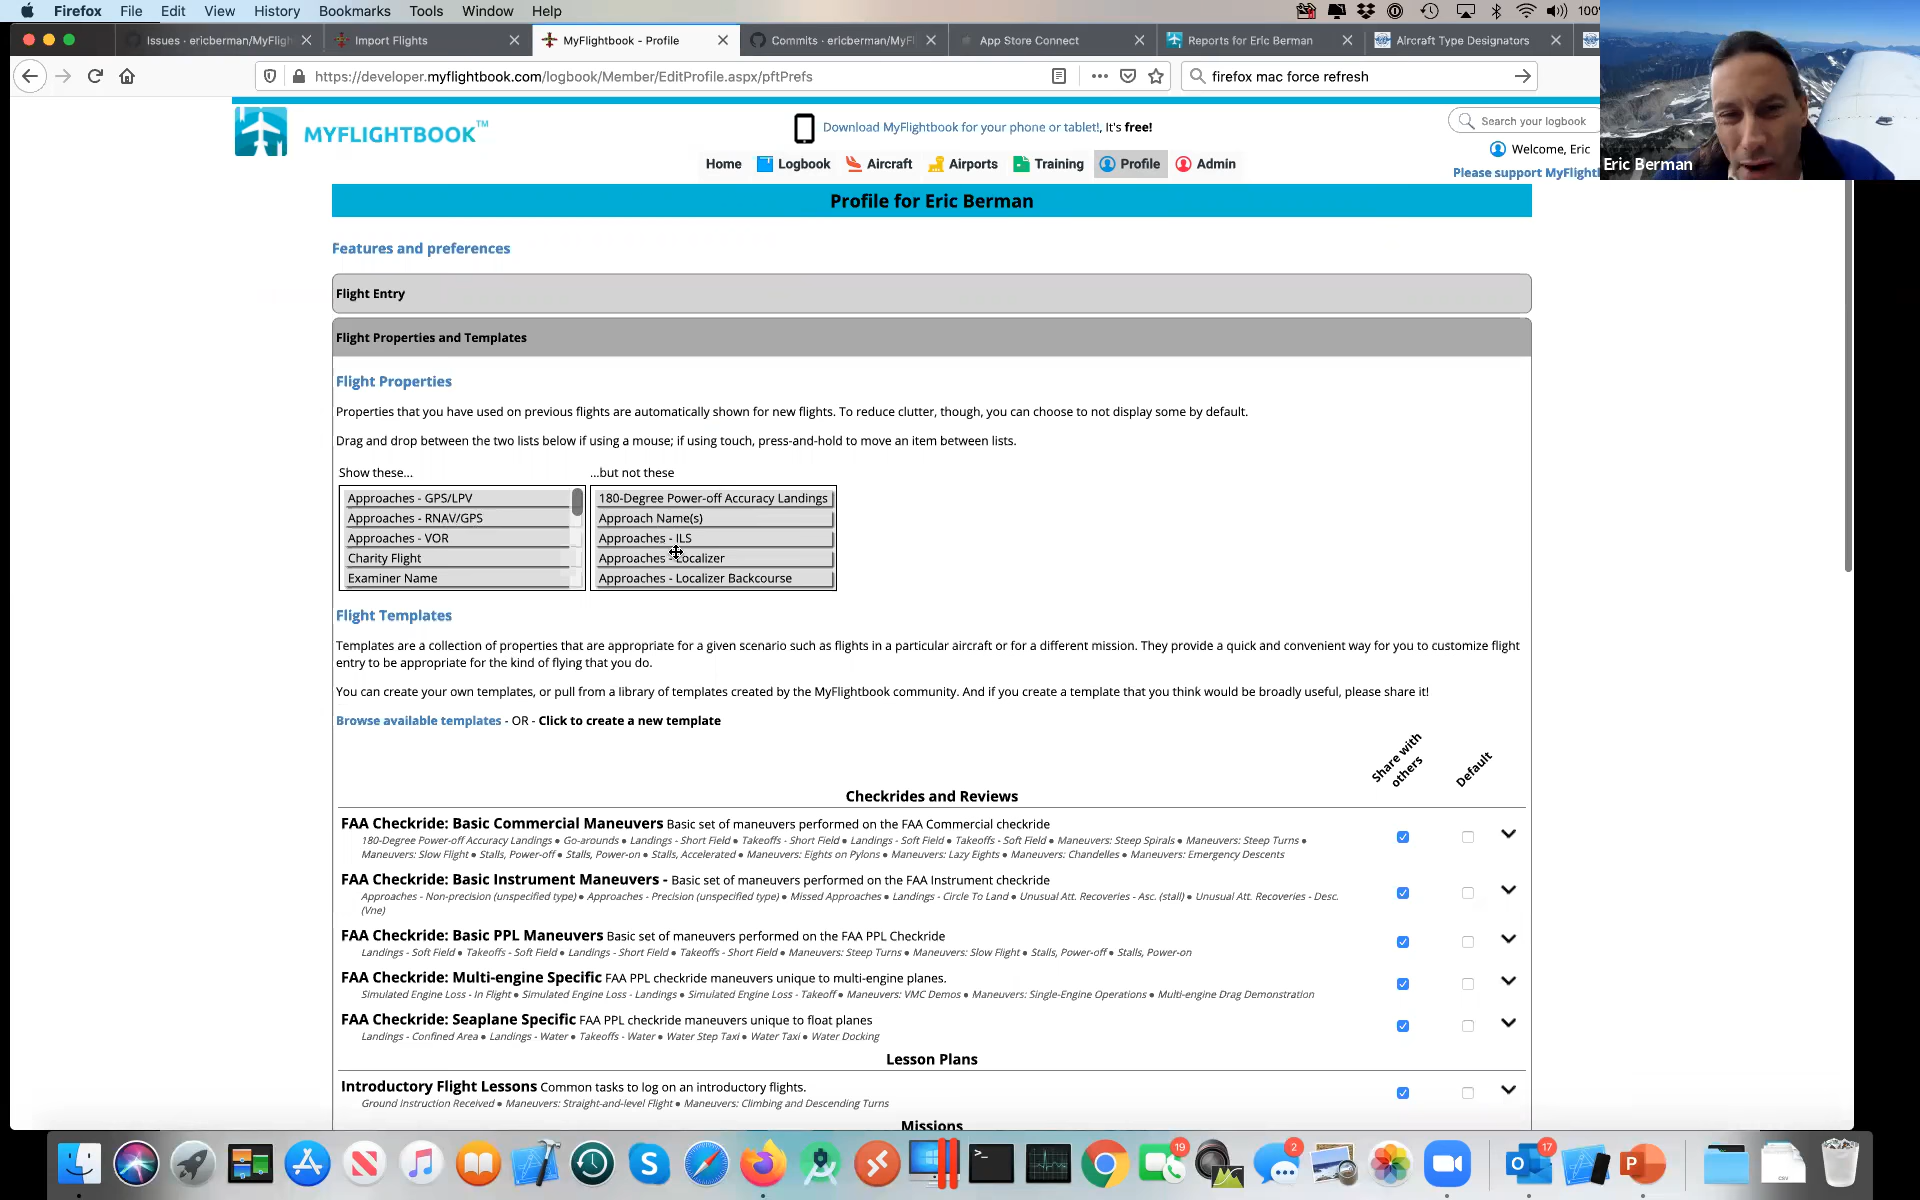 Firefox File Edit View History Bookmarks Tools Window Help 100%
Issues · ericberman/MyFligh Import Flights MyFlightbook - Profile Commits · ericberman/MyFl App Store Connect Reports for Eric Berman Aircraft Type Designators
https://developer.myflightbook.com/logbook/Member/EditProfile.aspx/pftPrefs firefox mac force refresh
MYFLIGHTBOOK™
Download MyFlightbook for your phone or tablet!, It's free!
Search your logbook
Welcome, Eric
Please support MyFlight
Eric Berman
Home Logbook Aircraft Airports Training Profile Admin
Profile for Eric Berman
Features and preferences
Flight Entry
Flight Properties and Templates
Flight Properties
Properties that you have used on previous flights are automatically shown for new flights. To reduce clutter, though, you can choose to not display some by default.
Drag and drop between the two lists below if using a mouse; if using touch, press-and-hold to move an item between lists.
Show these... ...but not these
Approaches - GPS/LPV 180-Degree Power-off Accuracy Landings
Approaches - RNAV/GPS Approach Name(s)
Approaches - VOR Approaches - ILS
Charity Flight Approaches - Localizer
Examiner Name Approaches - Localizer Backcourse
Flight Templates
Templates are a collection of properties that are appropriate for a given scenario such as flights in a particular aircraft or for a different mission. They provide a quick and convenient way for you to customize flight
entry to be appropriate for the kind of flying that you do.
You can create your own templates, or pull from a library of templates created by the MyFlightbook community. And if you create a template that you think would be broadly useful, please share it!
Browse available templates - OR - Click to create a new template
Share with
others
Default
Checkrides and Reviews
FAA Checkride: Basic Commercial Maneuvers Basic set of maneuvers performed on the FAA Commercial checkride
180-Degree Power-off Accuracy Landings ● Go-arounds ● Landings - Short Field ● Takeoffs - Short Field ● Landings - Soft Field ● Takeoffs - Soft Field ● Maneuvers: Steep Spirals ● Maneuvers: Steep Turns ●
Maneuvers: Slow Flight ● Stalls, Power-off ● Stalls, Power-on ● Stalls, Accelerated ● Maneuvers: Eights on Pylons ● Maneuvers: Lazy Eights ● Maneuvers: Chandelles ● Maneuvers: Emergency Descents
FAA Checkride: Basic Instrument Maneuvers - Basic set of maneuvers performed on the FAA Instrument checkride
Approaches - Non-precision (unspecified type) ● Approaches - Precision (unspecified type) ● Missed Approaches ● Landings - Circle To Land ● Unusual Att. Recoveries - Asc. (stall) ● Unusual Att. Recoveries - Desc.
(Vne)
FAA Checkride: Basic PPL Maneuvers Basic set of maneuvers performed on the FAA PPL Checkride
Landings - Soft Field ● Takeoffs - Soft Field ● Landings - Short Field ● Takeoffs - Short Field ● Maneuvers: Steep Turns ● Maneuvers: Slow Flight ● Stalls, Power-off ● Stalls, Power-on
FAA Checkride: Multi-engine Specific FAA PPL checkride maneuvers unique to multi-engine planes.
Simulated Engine Loss - In Flight ● Simulated Engine Loss - Landings ● Simulated Engine Loss - Takeoff ● Maneuvers: VMC Demos ● Maneuvers: Single-Engine Operations ● Multi-engine Drag Demonstration
FAA Checkride: Seaplane Specific FAA PPL checkride maneuvers unique to float planes
Landings - Confined Area ● Landings - Water ● Takeoffs - Water ● Water Step Taxi ● Water Taxi ● Water Docking
Lesson Plans
Introductory Flight Lessons Common tasks to log on an introductory flights.
Ground Instruction Received ● Maneuvers: Straight-and-level Flight ● Maneuvers: Climbing and Descending Turns
Missions
19 2 17